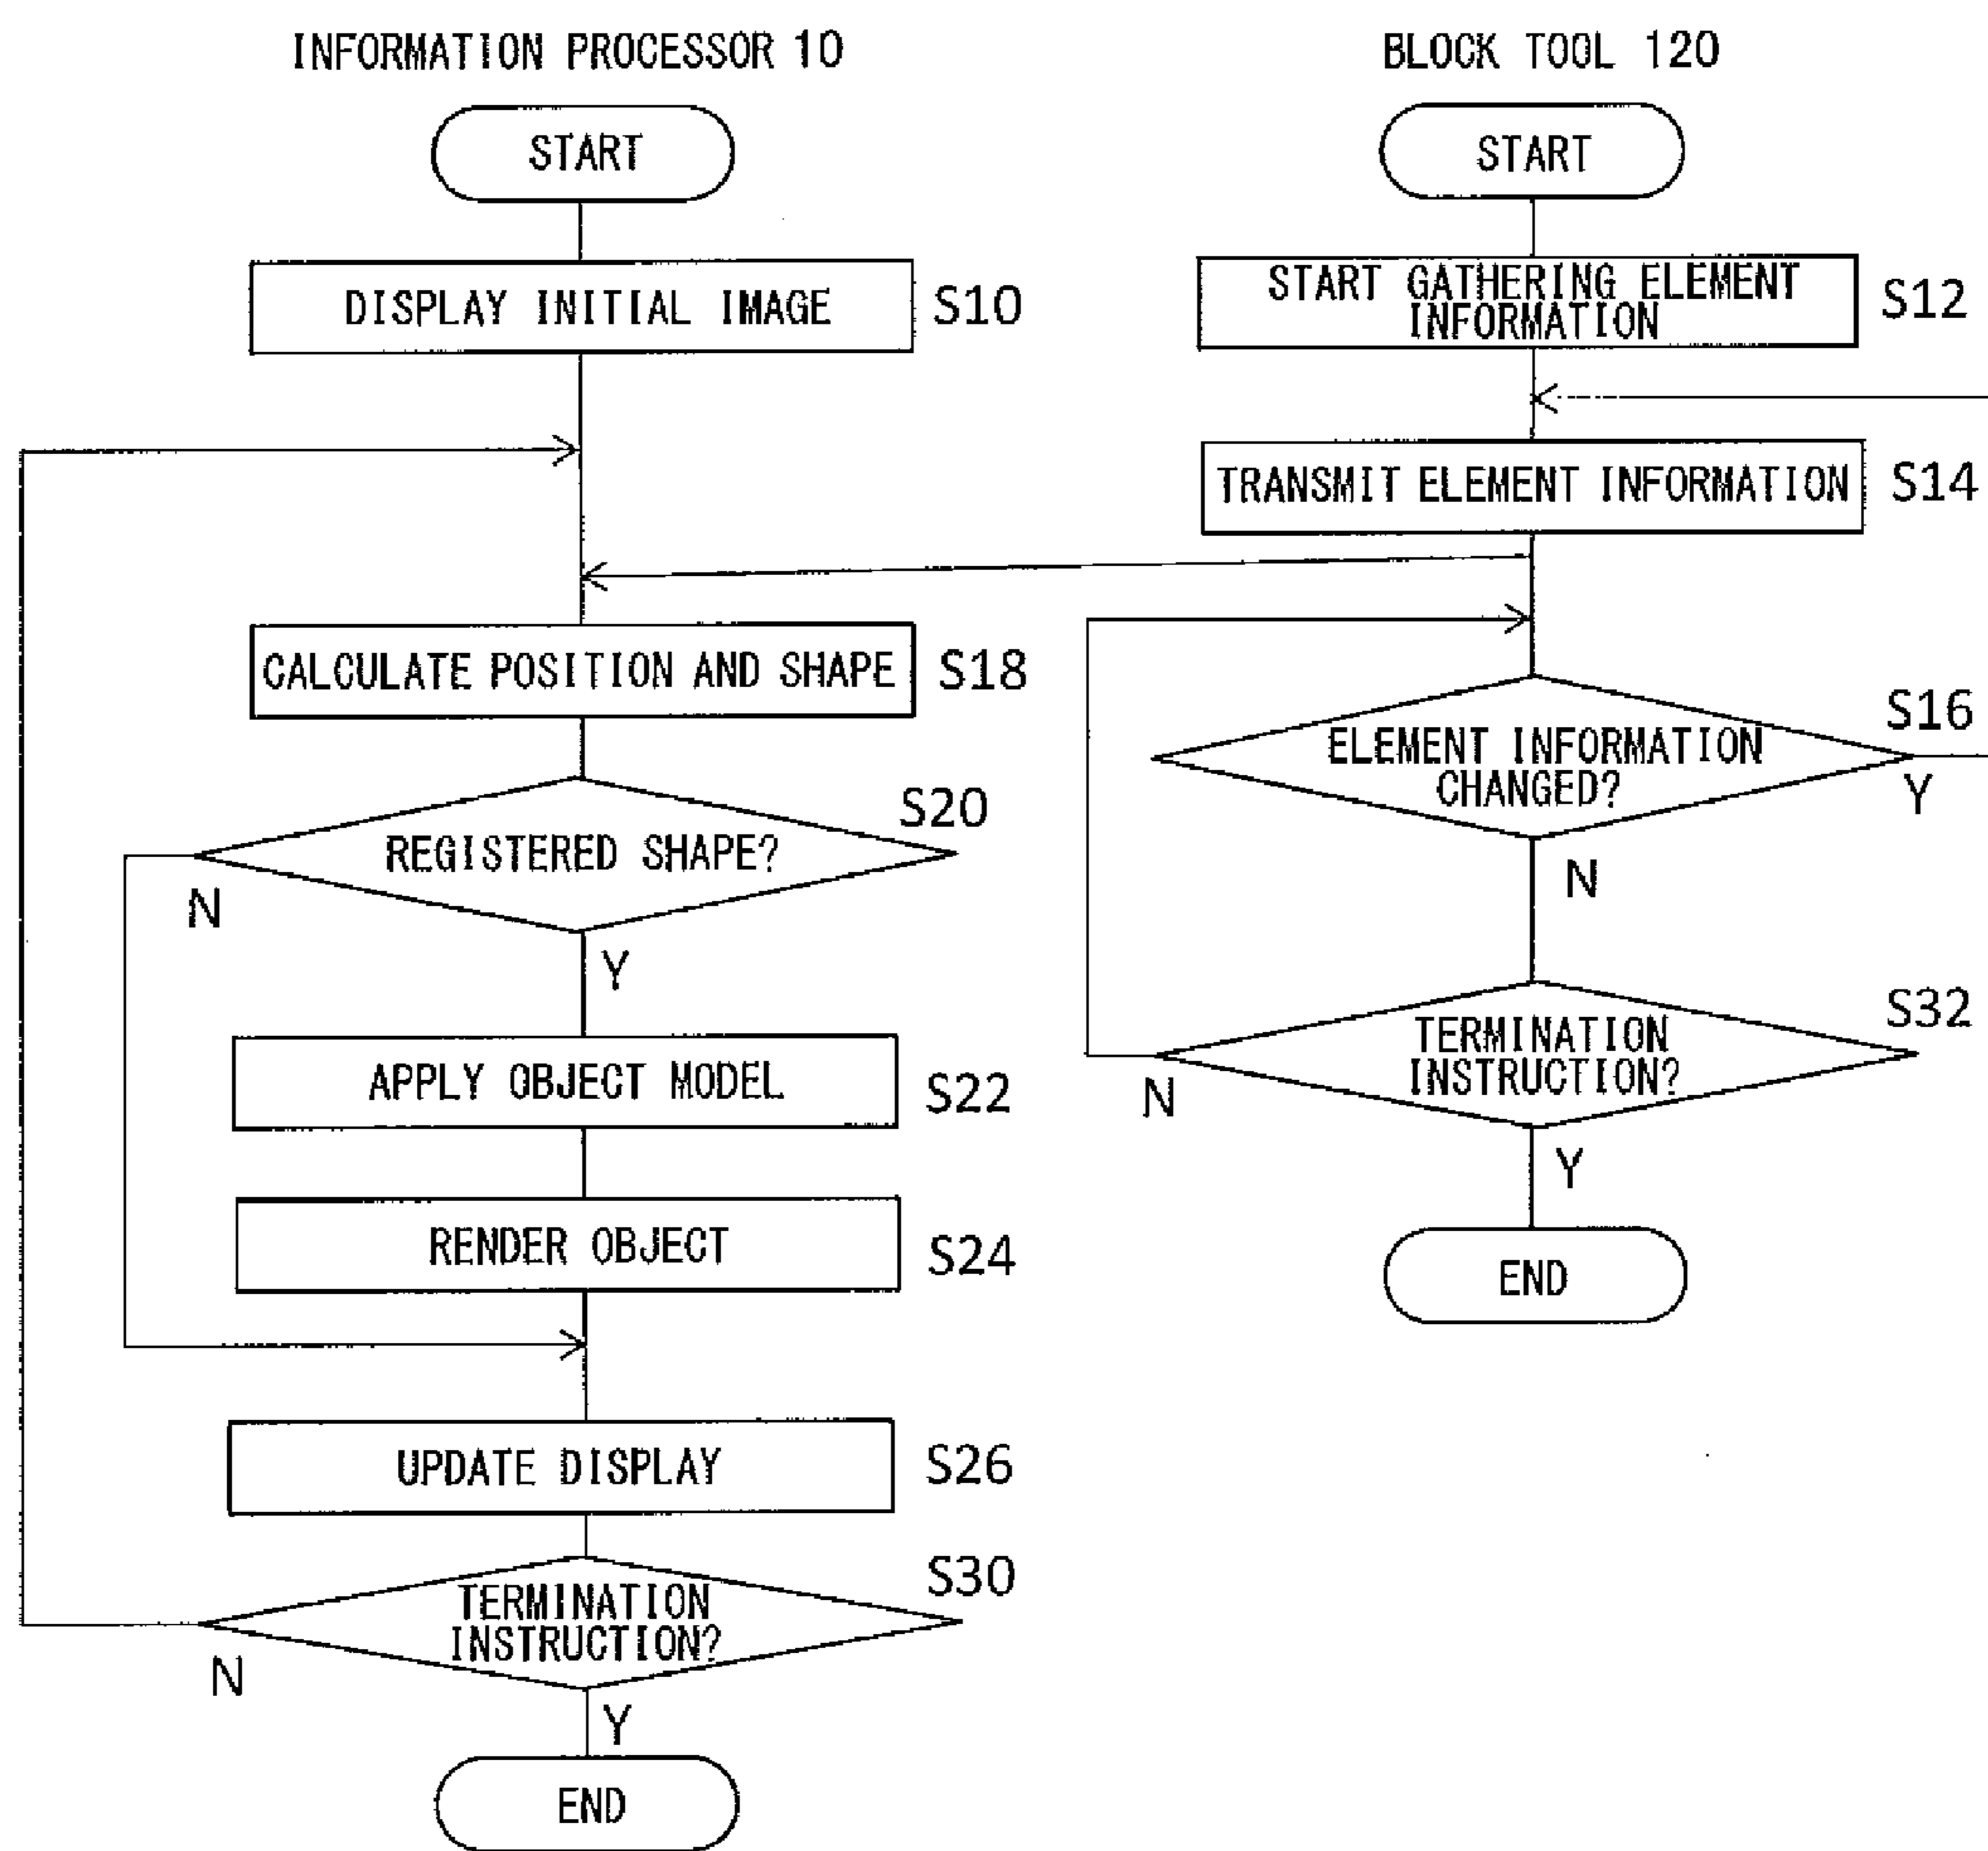 INFORMATION PROCESSOR 10
START
DISPLAY INITIAL IMAGE
S10
CALCULATE POSITION AND SHAPE
S18
REGISTERED SHAPE?
S20
N
Y
APPLY OBJECT MODEL
S22
RENDER OBJECT
S24
UPDATE DISPLAY
S26
TERMINATION
INSTRUCTION?
S30
N
Y
END
BLOCK TOOL 120
START
START GATHERING ELEMENT
INFORMATION
S12
TRANSMIT ELEMENT INFORMATION
S14
ELEMENT INFORMATION
CHANGED?
S16
Y
N
TERMINATION
INSTRUCTION?
S32
N
Y
END